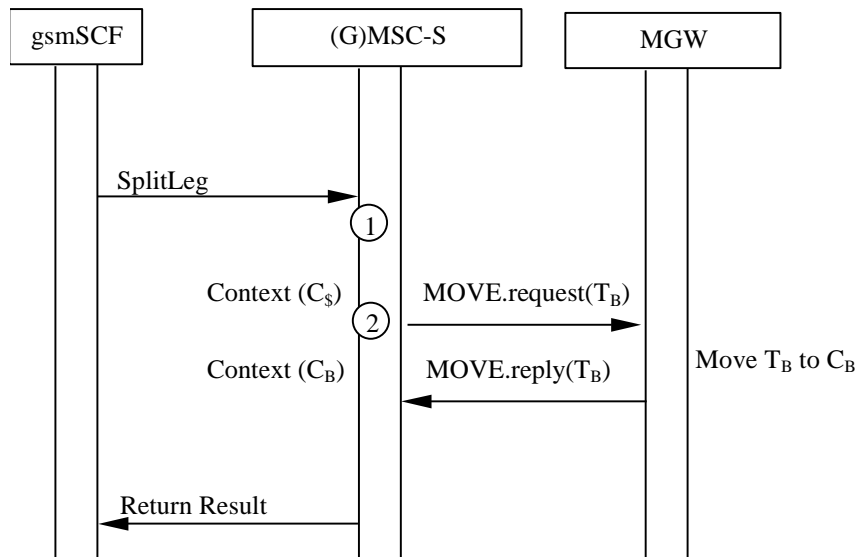 gsmSCF
(G)MSC-S
MGW
SplitLeg
1
Context (C$)
MOVE.request(TB)
2
Context (CB)
MOVE.reply(TB)
Move TB to CB
Return Result